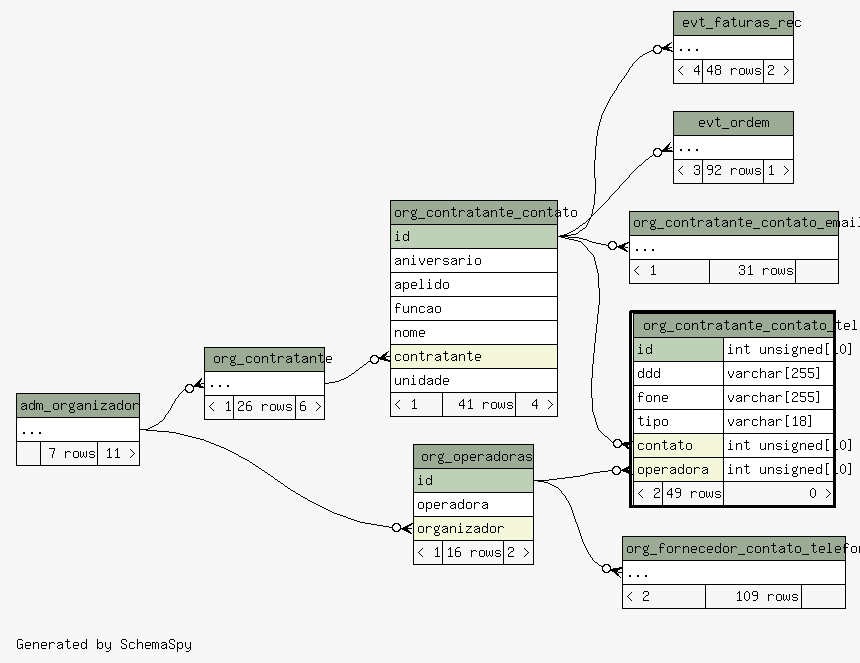 evt_faturas_rec
...
< 4 48 rows 2 >
evt_ordem
...
< 3 92 rows 1 >
org_contratante_contato
id
aniversario
apelido
funcao
nome
contratante
unidade
< 1 41 rows 4 >
org_contratante_contato_email
...
< 1 31 rows
org_contratante_contato_tel
id int unsigned[10]
ddd varchar[255]
fone varchar[255]
tipo varchar[18]
contato int unsigned[10]
operadora int unsigned[10]
< 2 49 rows 0 >
org_contratante
...
< 1 26 rows 6 >
adm_organizador
...
7 rows 11 >
org_operadoras
id
operadora
organizador
< 1 16 rows 2 >
org_fornecedor_contato_telefo
...
< 2 109 rows
Generated by SchemaSpy